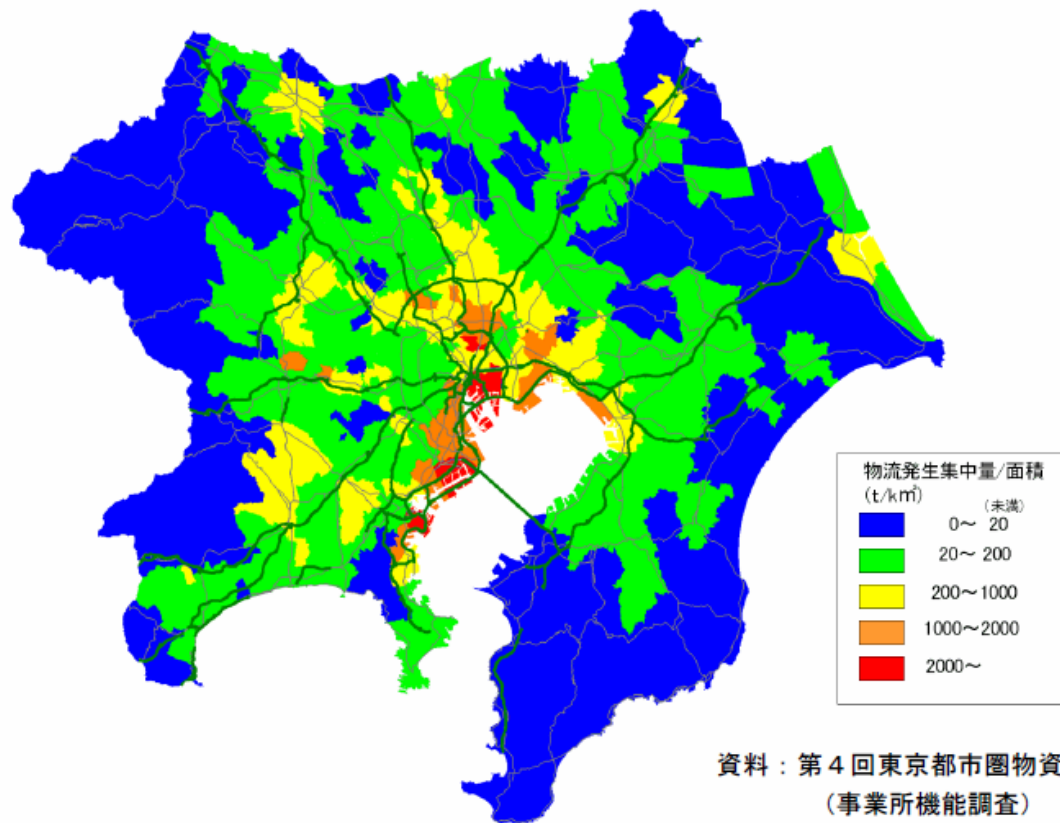 物流発生集中量/面積
(t/km²)
(未満)
0～ 20
20～ 200
200～1000
1000～2000
2000～
資料：第４回東京都市圏物資
(事業所機能調査)